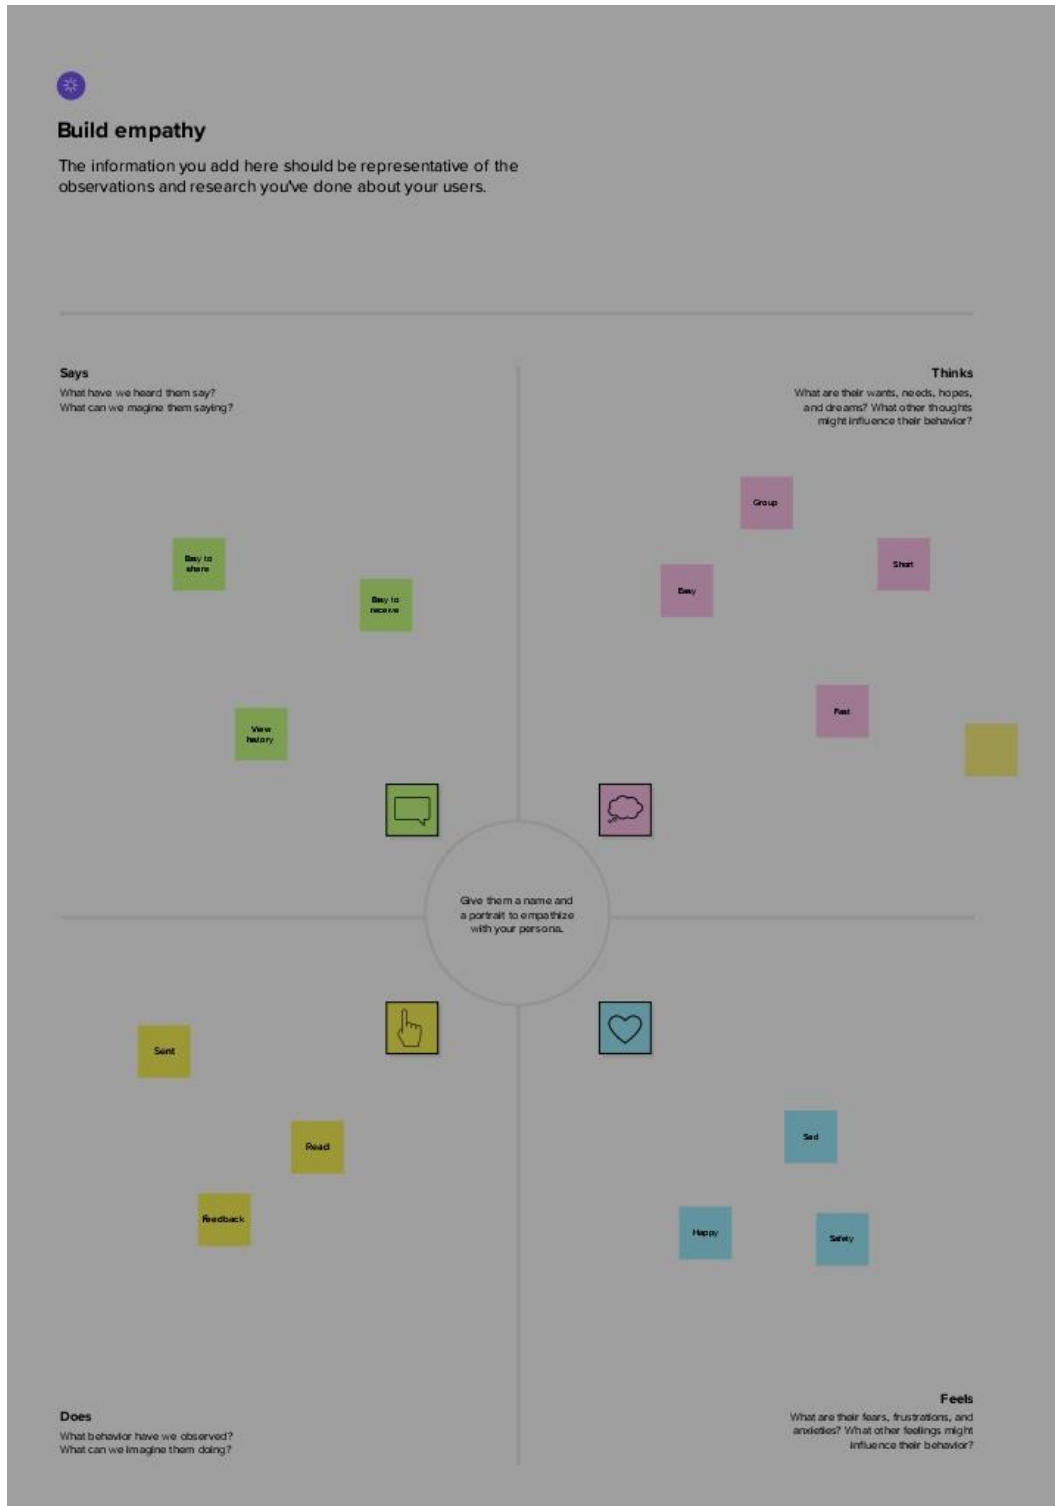 Build empathy
The information you add here should be representative of the
observations and research you've done about your users.
Says
What have we heard them say?
What can we magine them saying?
Thinks
What are their wants, needs, hopes,
and dreams? What other thoughts
might influence their behavior?
Group
Easy to
share
Short
Easy
Easy to
receive
Fast
View
history
Give them a name and
a portrait to empathize
with your persona.
Sent
Read
Feedback
Sad
Happy
Safety
Does
What behavior have we observed?
What can we imagine them doing?
Feels
What are their fears, frustrations, and
anxieties? What other feelings might
influence their behavior?